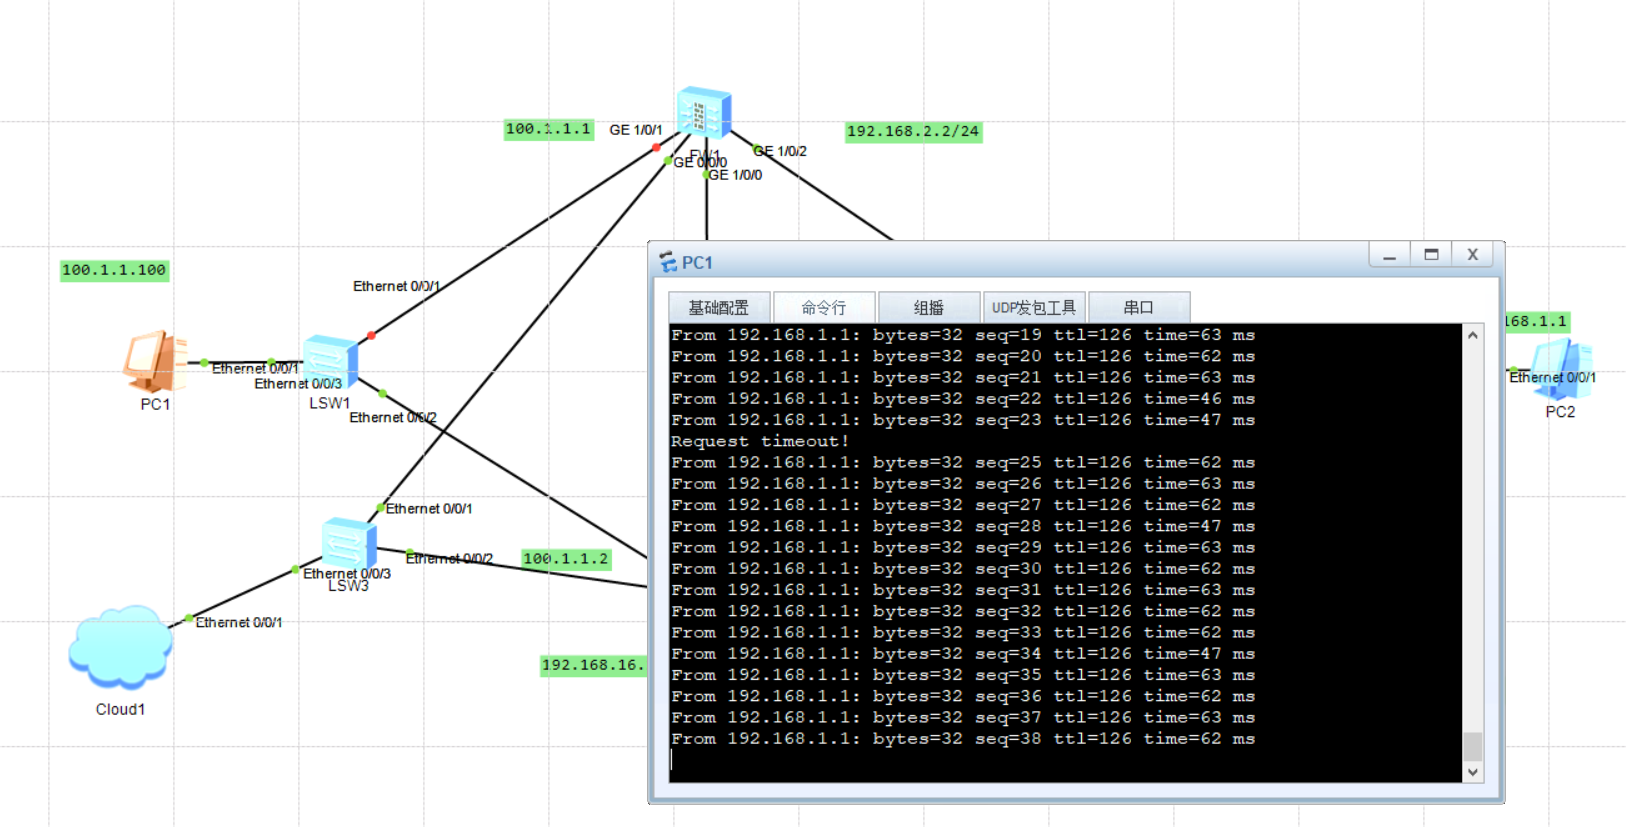 100.1.1.1
GE 1/0/1
192.168.2.2/24
FW1
GE 0/0/0
GE 1/0/2
GE 1/0/0
100.1.1.100
Ethernet 0/0/1
Ethernet 0/0/1
Ethernet 0/0/3
PC1
LSW1
Ethernet 0/0/2
Ethernet 0/0/1
Ethernet 0/0/2
100.1.1.2
Ethernet 0/0/3
LSW3
Ethernet 0/0/1
192.168.16.
Cloud1
PC1
基础配置 命令行 组播 UDP发包工具 串口
From 192.168.1.1: bytes=32 seq=19 ttl=126 time=63 ms
From 192.168.1.1: bytes=32 seq=20 ttl=126 time=62 ms
From 192.168.1.1: bytes=32 seq=21 ttl=126 time=63 ms
From 192.168.1.1: bytes=32 seq=22 ttl=126 time=46 ms
From 192.168.1.1: bytes=32 seq=23 ttl=126 time=47 ms
Request timeout!
From 192.168.1.1: bytes=32 seq=25 ttl=126 time=62 ms
From 192.168.1.1: bytes=32 seq=26 ttl=126 time=63 ms
From 192.168.1.1: bytes=32 seq=27 ttl=126 time=62 ms
From 192.168.1.1: bytes=32 seq=28 ttl=126 time=47 ms
From 192.168.1.1: bytes=32 seq=29 ttl=126 time=63 ms
From 192.168.1.1: bytes=32 seq=30 ttl=126 time=62 ms
From 192.168.1.1: bytes=32 seq=31 ttl=126 time=63 ms
From 192.168.1.1: bytes=32 seq=32 ttl=126 time=62 ms
From 192.168.1.1: bytes=32 seq=33 ttl=126 time=62 ms
From 192.168.1.1: bytes=32 seq=34 ttl=126 time=47 ms
From 192.168.1.1: bytes=32 seq=35 ttl=126 time=63 ms
From 192.168.1.1: bytes=32 seq=36 ttl=126 time=62 ms
From 192.168.1.1: bytes=32 seq=37 ttl=126 time=63 ms
From 192.168.1.1: bytes=32 seq=38 ttl=126 time=62 ms
168.1.1
Ethernet 0/0/1
PC2